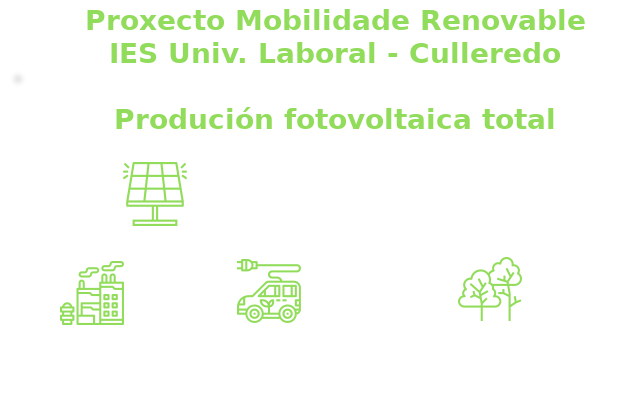 Proxecto Mobilidade Renovable
IES Univ. Laboral - Culleredo
Produción fotovoltaica total